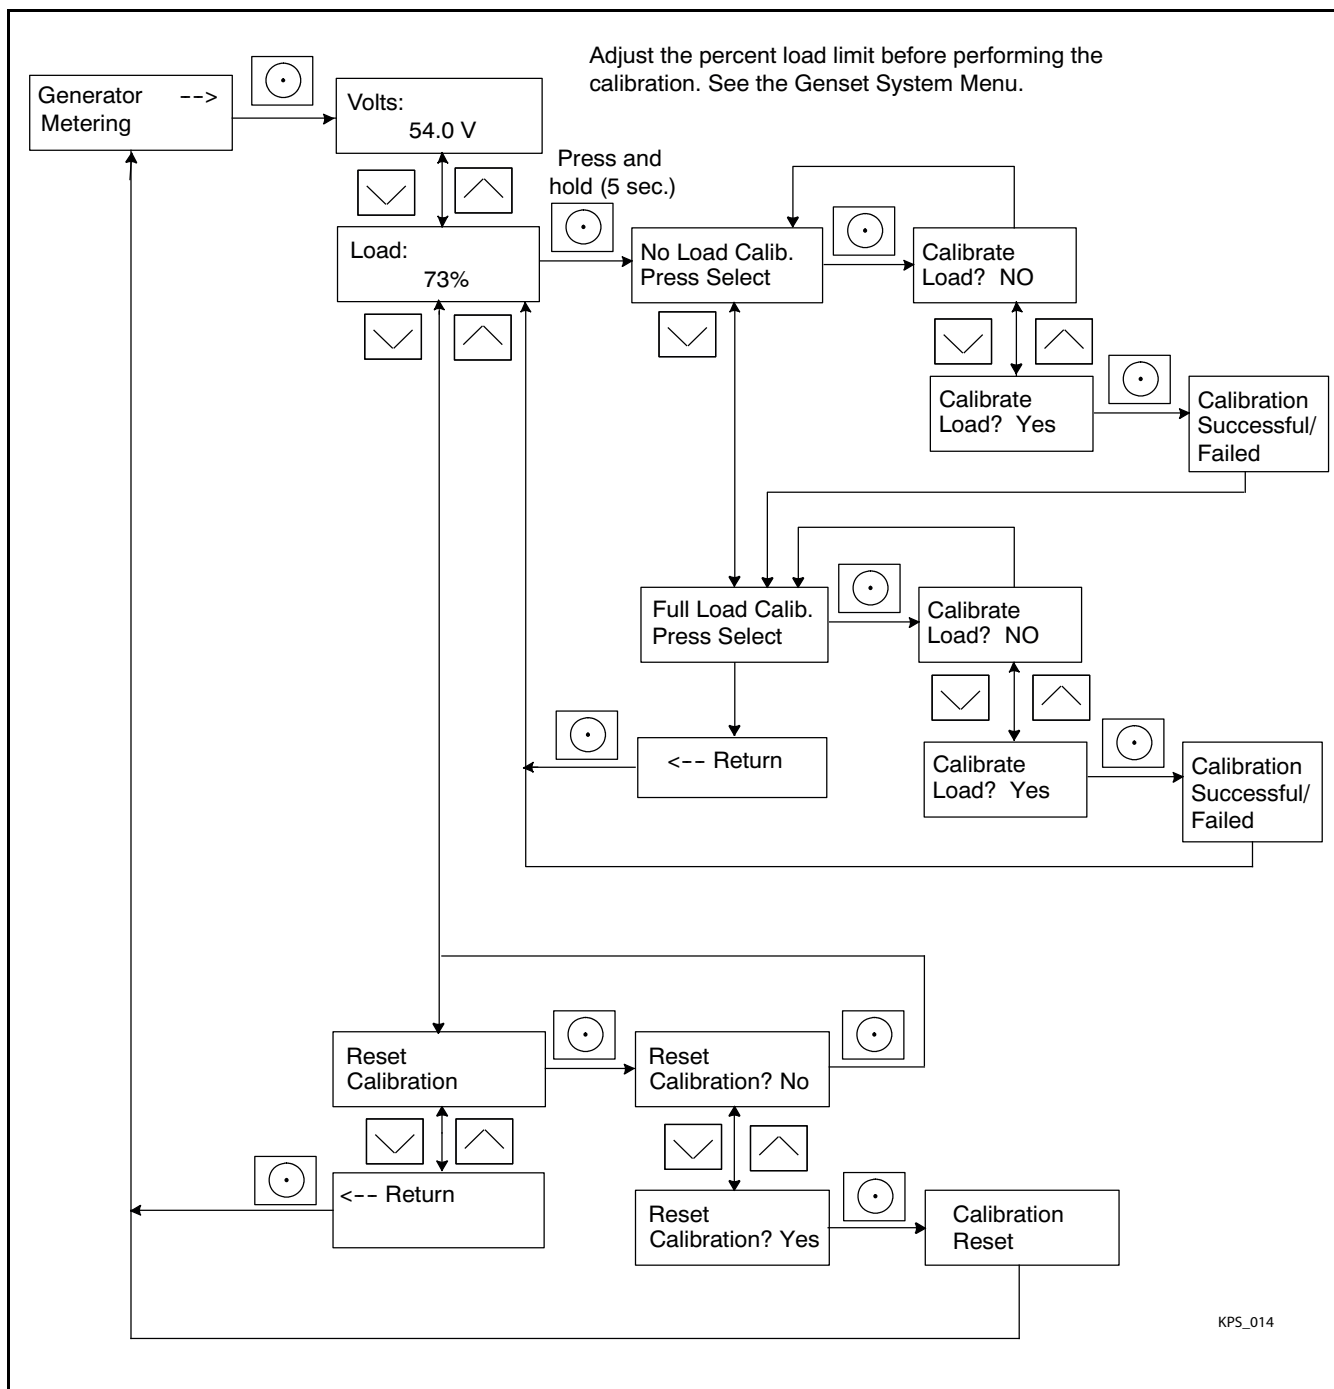 Adjust the percent load limit before performing the
calibration. See the Genset System Menu.
Generator -->
Metering
Volts:
54.0 V
Press and
hold (5 sec.)
Load:
73%
No Load Calib.
Press Select
Calibrate
Load? NO
Calibrate
Load? Yes
Calibration
Successful/
Failed
Full Load Calib.
Press Select
Calibrate
Load? NO
<-- Return
Calibrate
Load? Yes
Calibration
Successful/
Failed
Reset
Calibration
Reset
Calibration? No
<-- Return
Reset
Calibration? Yes
Calibration
Reset
KPS_014